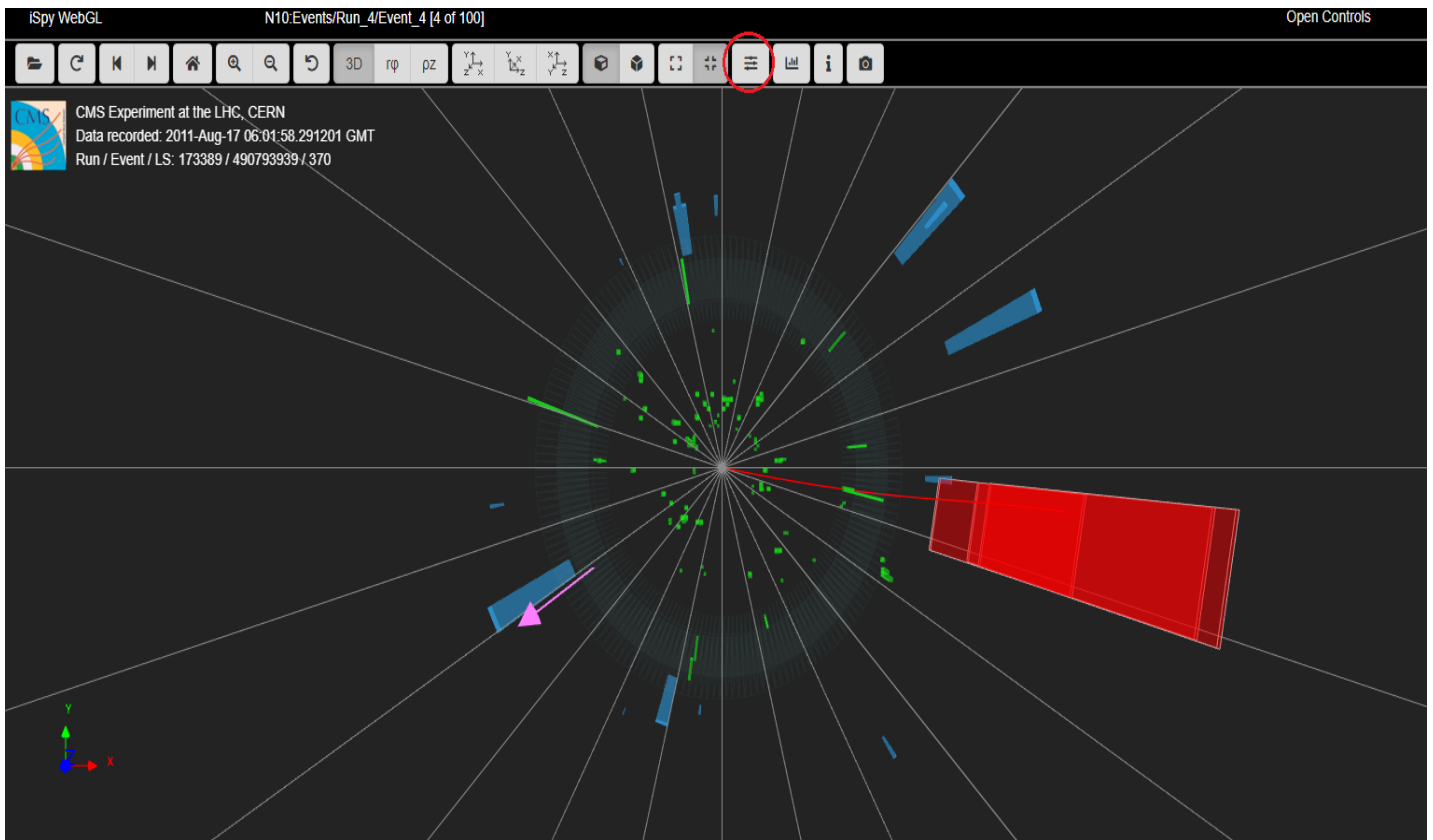 iSpy WebGL N10:Events/Run_4/Event_4 [4 of 100] Open Controls
3D rφ ρz Y X Z Y X Z X Y Z i
CMS CMS Experiment at the LHC, CERN
Data recorded: 2011-Aug-17 06:01:58.291201 GMT
Run / Event / LS: 173389 / 490793939 / 370
Y
Z X